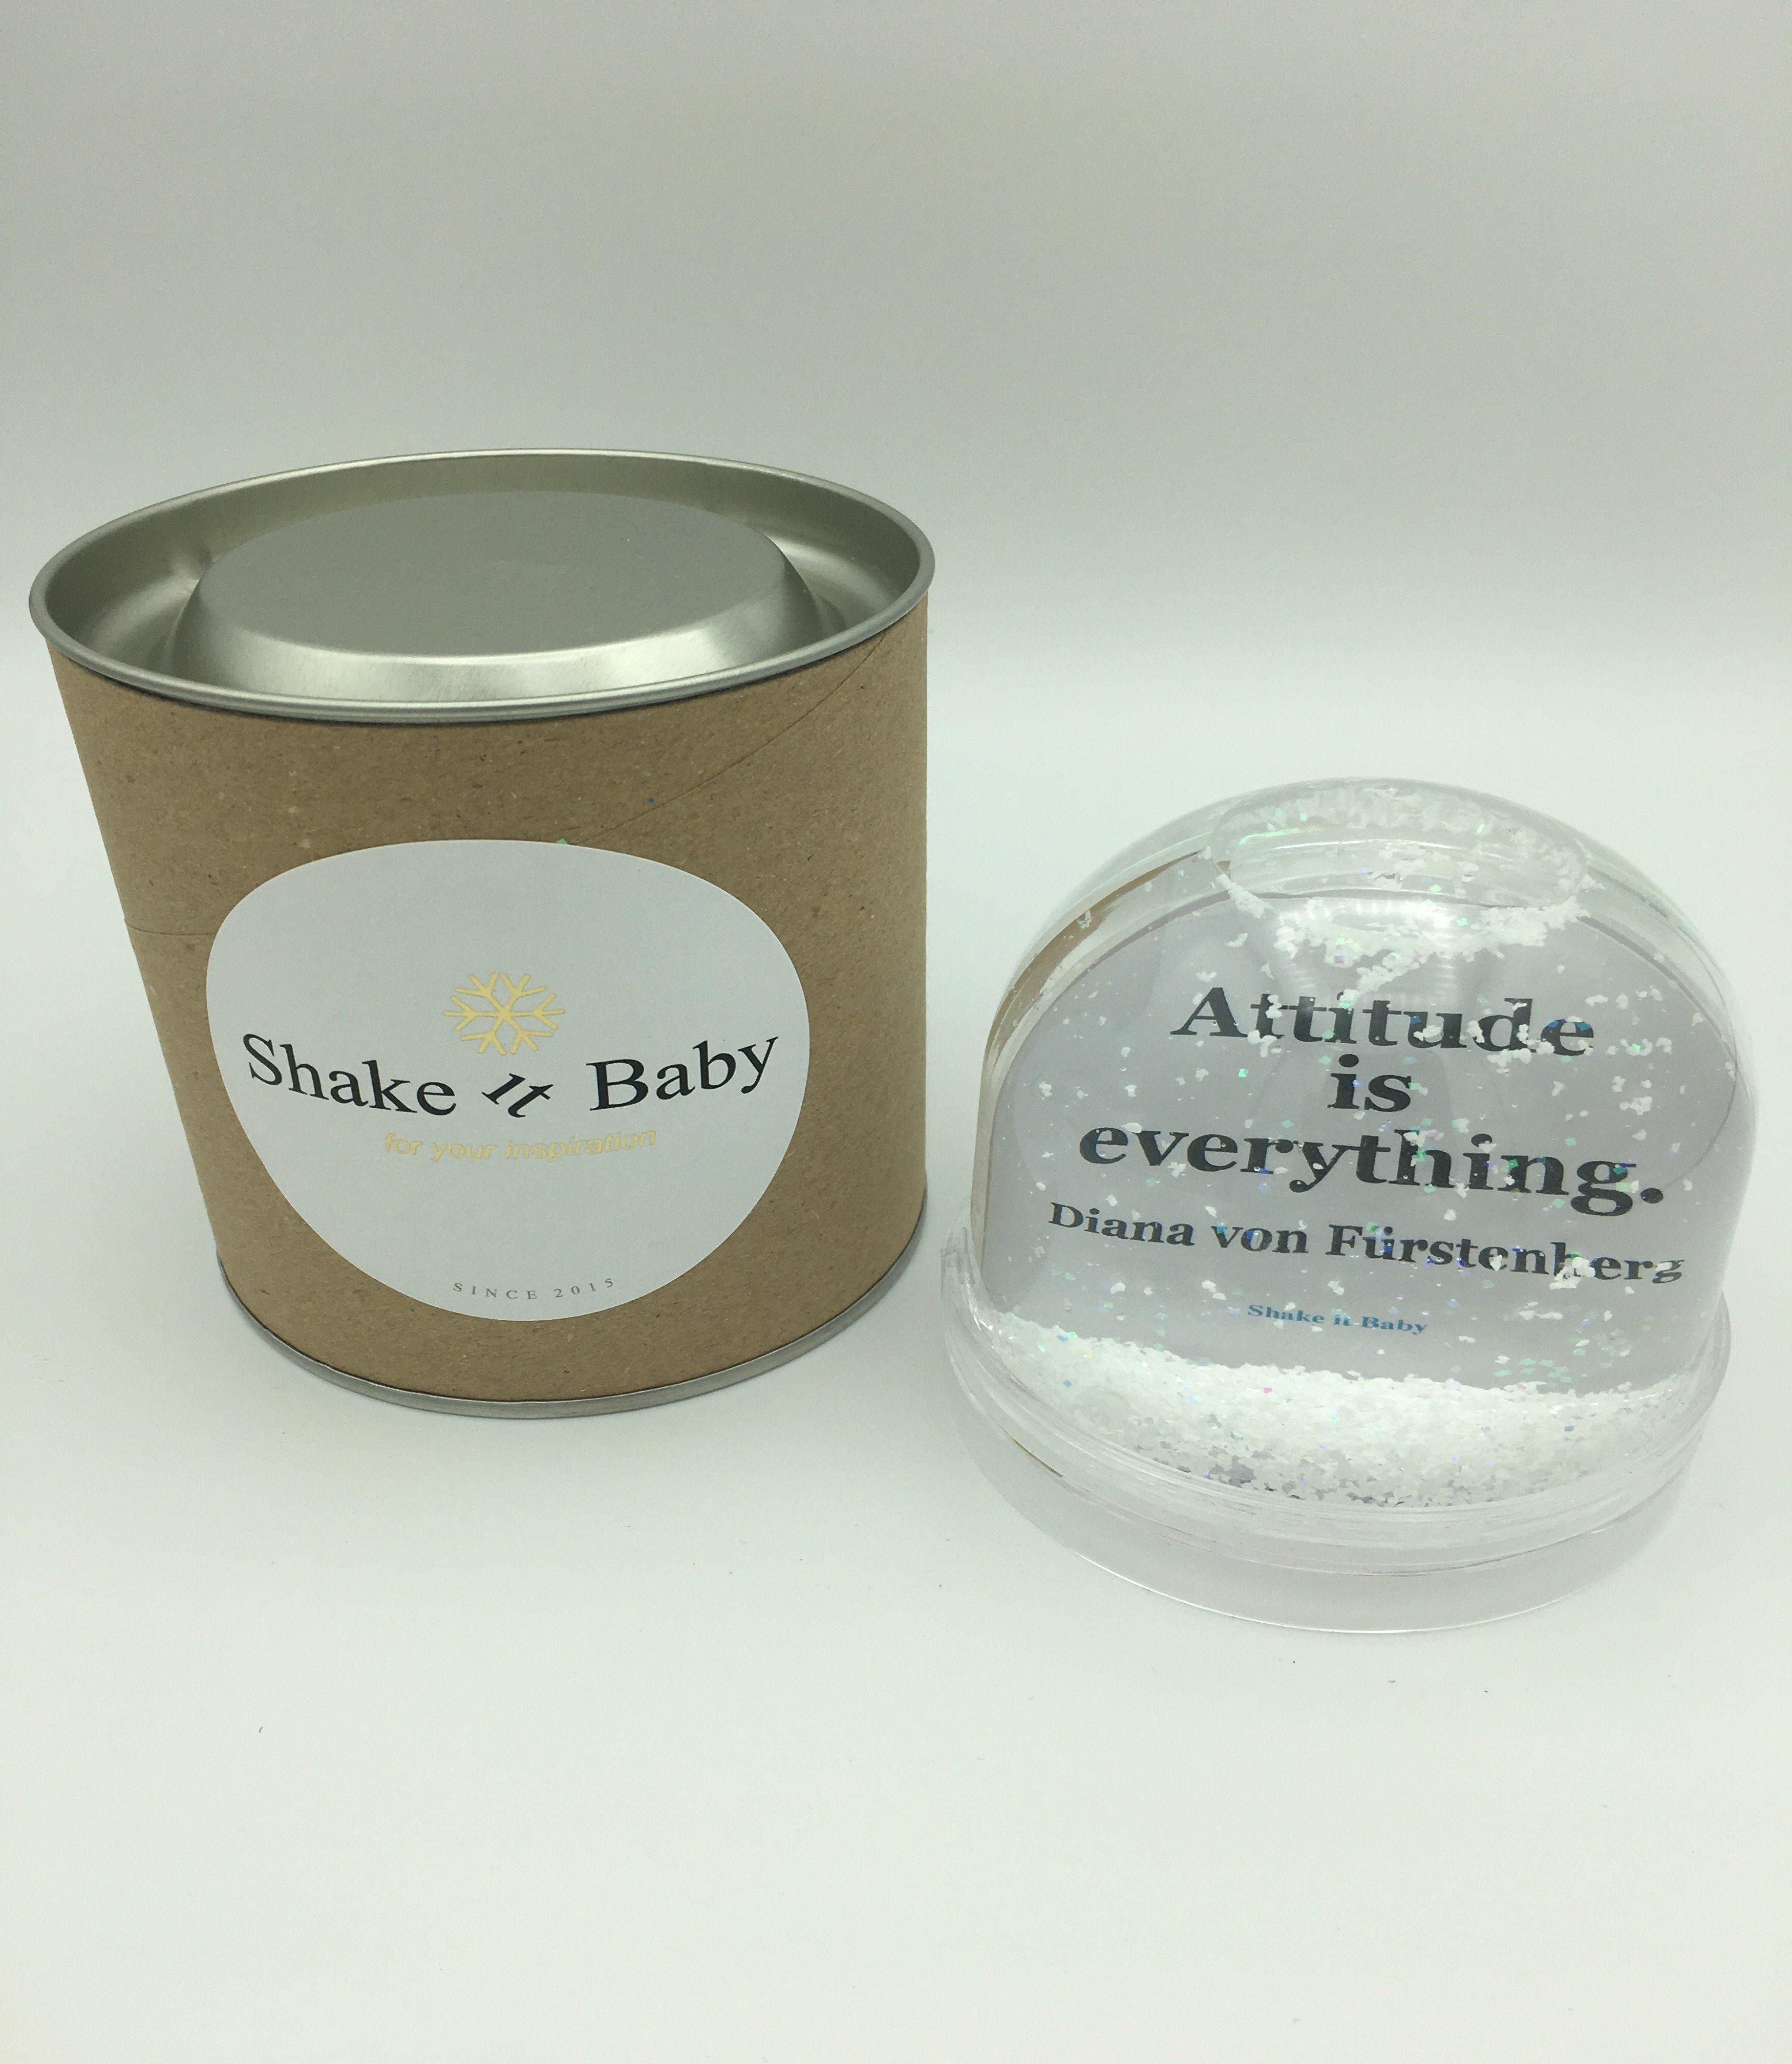 Shake It Baby
for your inspiration
SINCE 2015
Attitude
is
everything.
Diana von Fürstenberg
Shake it Baby